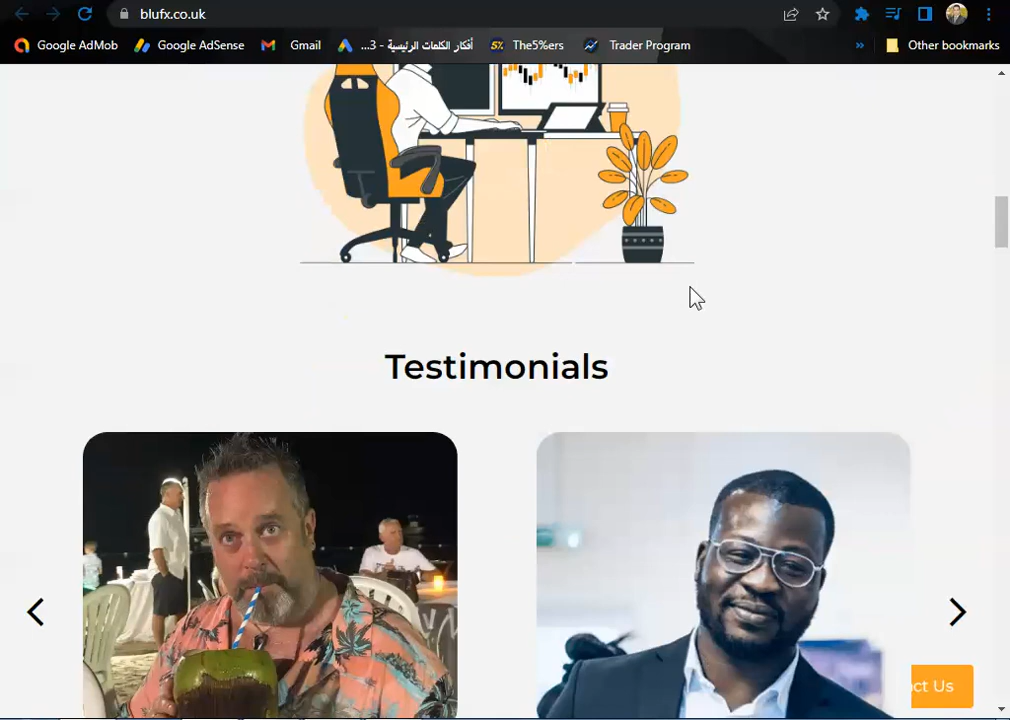 blufx.co.uk
Google AdMob
Google AdSense
Gmail
أفكار الكلمات الرئيسية - 3...
5%
The5%ers
Trader Program
»
Other bookmarks
Testimonials
ct Us